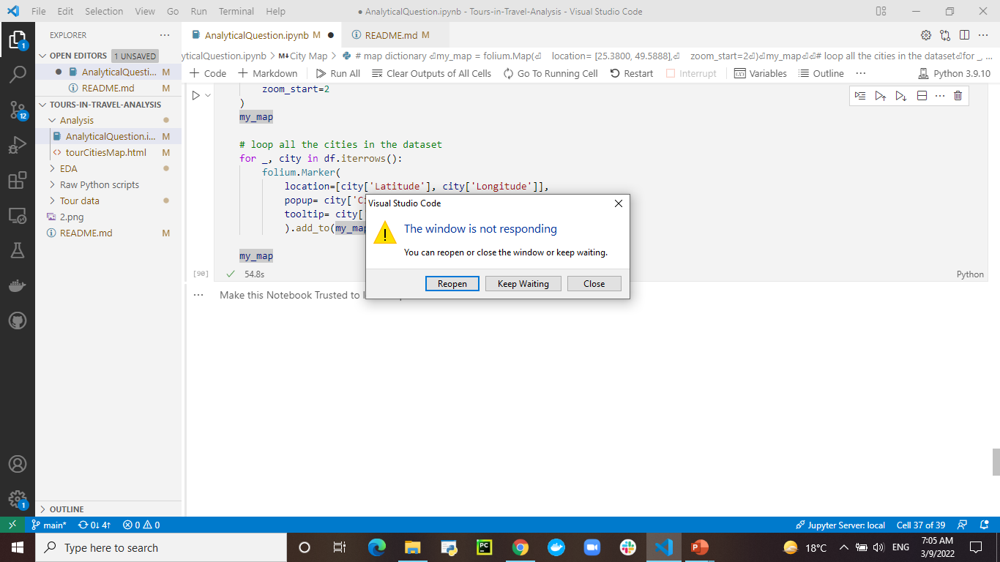 File Edit Selection View Go Run Terminal Help
● AnalyticalQuestion.ipynb - Tours-in-Travel-Analysis - Visual Studio Code
EXPLORER
OPEN EDITORS 1 UNSAVED
AnalyticalQuesti... M
README.md M
TOURS-IN-TRAVEL-ANALYSIS
Analysis
AnalyticalQuestion.i... M
tourCitiesMap.html M
EDA
Raw Python scripts
Tour data
2.png
README.md M
OUTLINE
1
12
1
AnalyticalQuestion.ipynb M ●
README.md M
yticalQuestion.ipynb > M↓City Map > # map dictionary⏎my_map = folium.Map(⏎ location= [25.3800, 49.5888],⏎ zoom_start=2⏎)⏎my_map⏎⏎# loop all the cities in the dataset⏎for _, ...
+ Code + Markdown Run All Clear Outputs of All Cells Go To Running Cell Restart Interrupt Variables Outline ... Python 3.9.10
zoom_start=2
)
my_map
# loop all the cities in the dataset
for _, city in df.iterrows():
folium.Marker(
location=[city['Latitude'], city['Longitude']],
popup= city['Ci
tooltip= city['
).add_to(my_map
my_map
[90] ✓ 54.8s
Python
... Make this Notebook Trusted to
Visual Studio Code
The window is not responding
You can reopen or close the window or keep waiting.
Reopen Keep Waiting Close
main* 0↓ 4↑ 0 0
Jupyter Server: local Cell 37 of 39
Type here to search
PC
P
18°C ENG
7:05 AM
3/9/2022